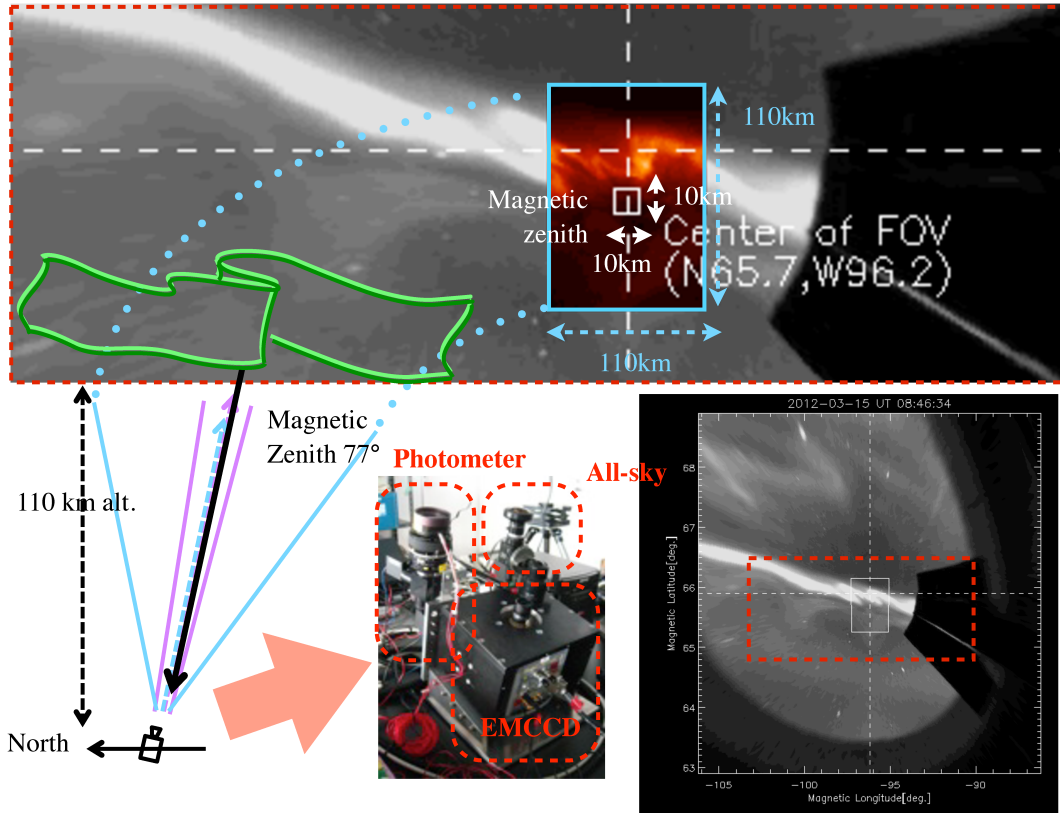 110km
Magnetic
zenith
10km
10km
Center of FOV
(N65.7,W96.2)
110km
Magnetic
Zenith 77°
110 km alt.
North
Photometer
All-sky
EMCCD
2012-03-15 UT 08:46:34
Magnetic Latitude[deg.]
68
67
66
65
64
63
-105
-100
-95
-90
Magnetic Longitude[deg.]